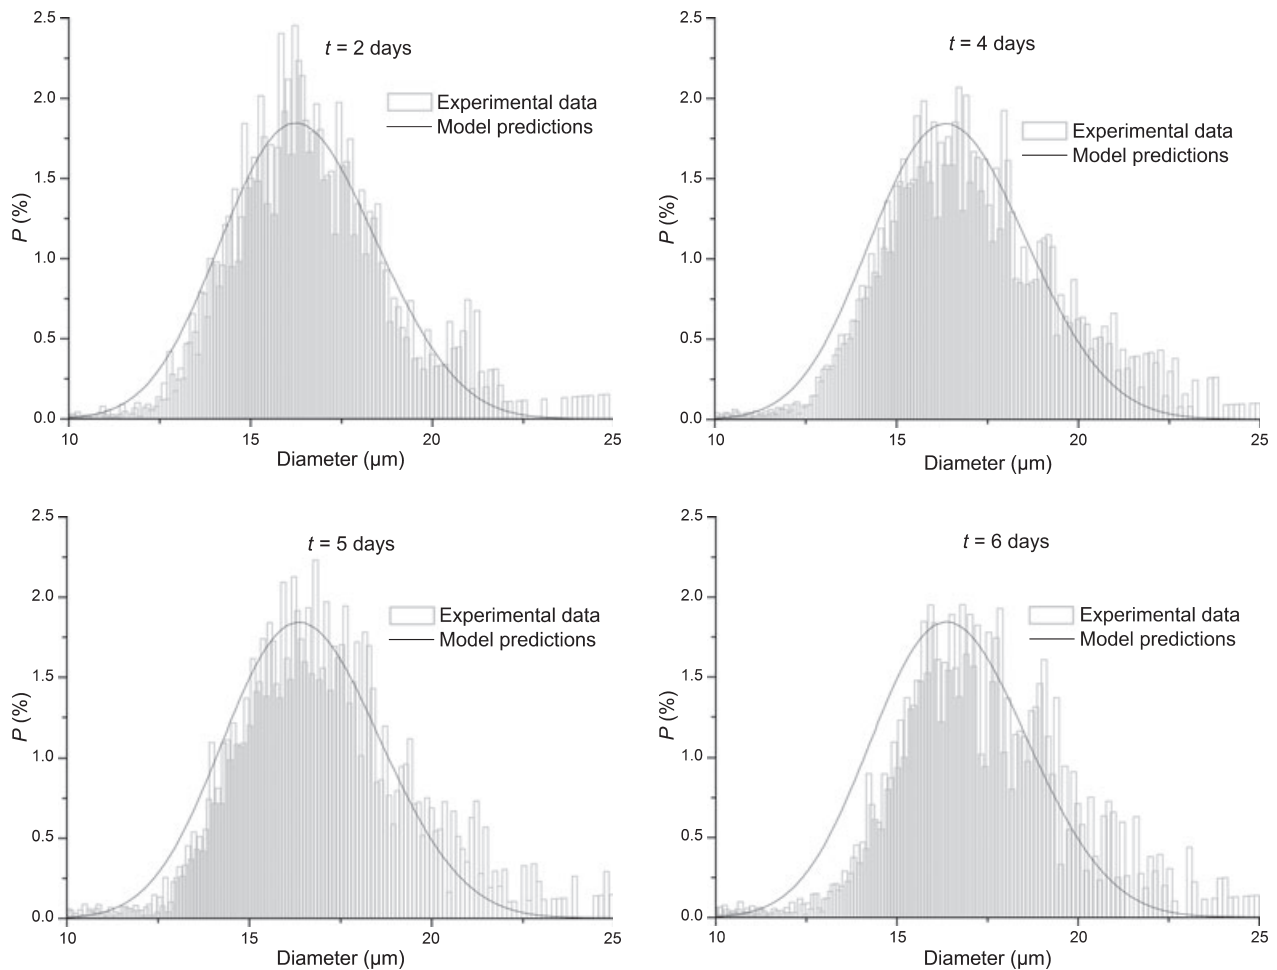 2.5
2.0
1.5
1.0
0.5
0.0
P (%)
t = 2 days
Experimental data
Model predictions
10
15
20
25
Diameter (µm)
2.5
2.0
1.5
1.0
0.5
0.0
P (%)
t = 4 days
Experimental data
Model predictions
10
15
20
25
Diameter (µm)
2.5
2.0
1.5
1.0
0.5
0.0
P (%)
t = 5 days
Experimental data
Model predictions
10
15
20
25
Diameter (µm)
2.5
2.0
1.5
1.0
0.5
0.0
P (%)
t = 6 days
Experimental data
Model predictions
10
15
20
25
Diameter (µm)